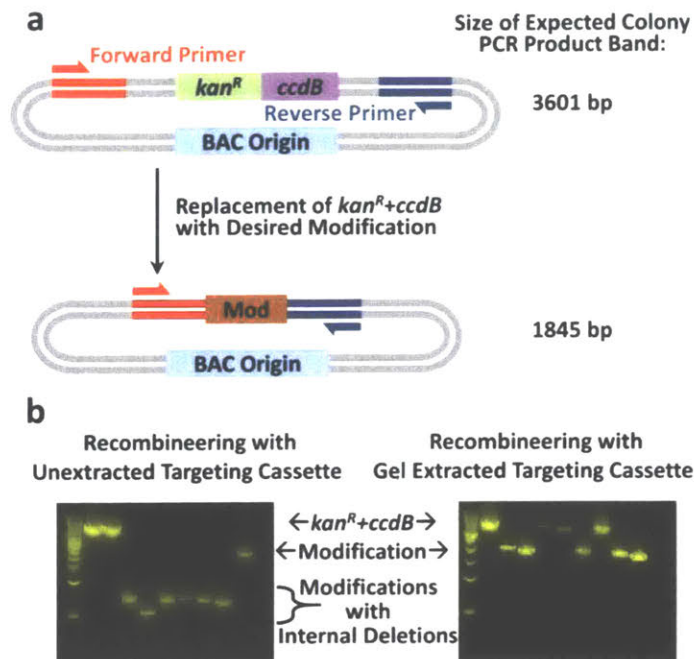 a
Size of Expected Colony
PCR Product Band:
Forward Primer
kanᴿ ccdB
Reverse Primer
3601 bp
BAC Origin
Replacement of kanᴿ+ccdB
with Desired Modification
Mod
1845 bp
BAC Origin
b
Recombineering with
Unextracted Targeting Cassette
Recombineering with
Gel Extracted Targeting Cassette
←kanᴿ+ccdB→
←Modification→
Modifications
with
Internal Deletions